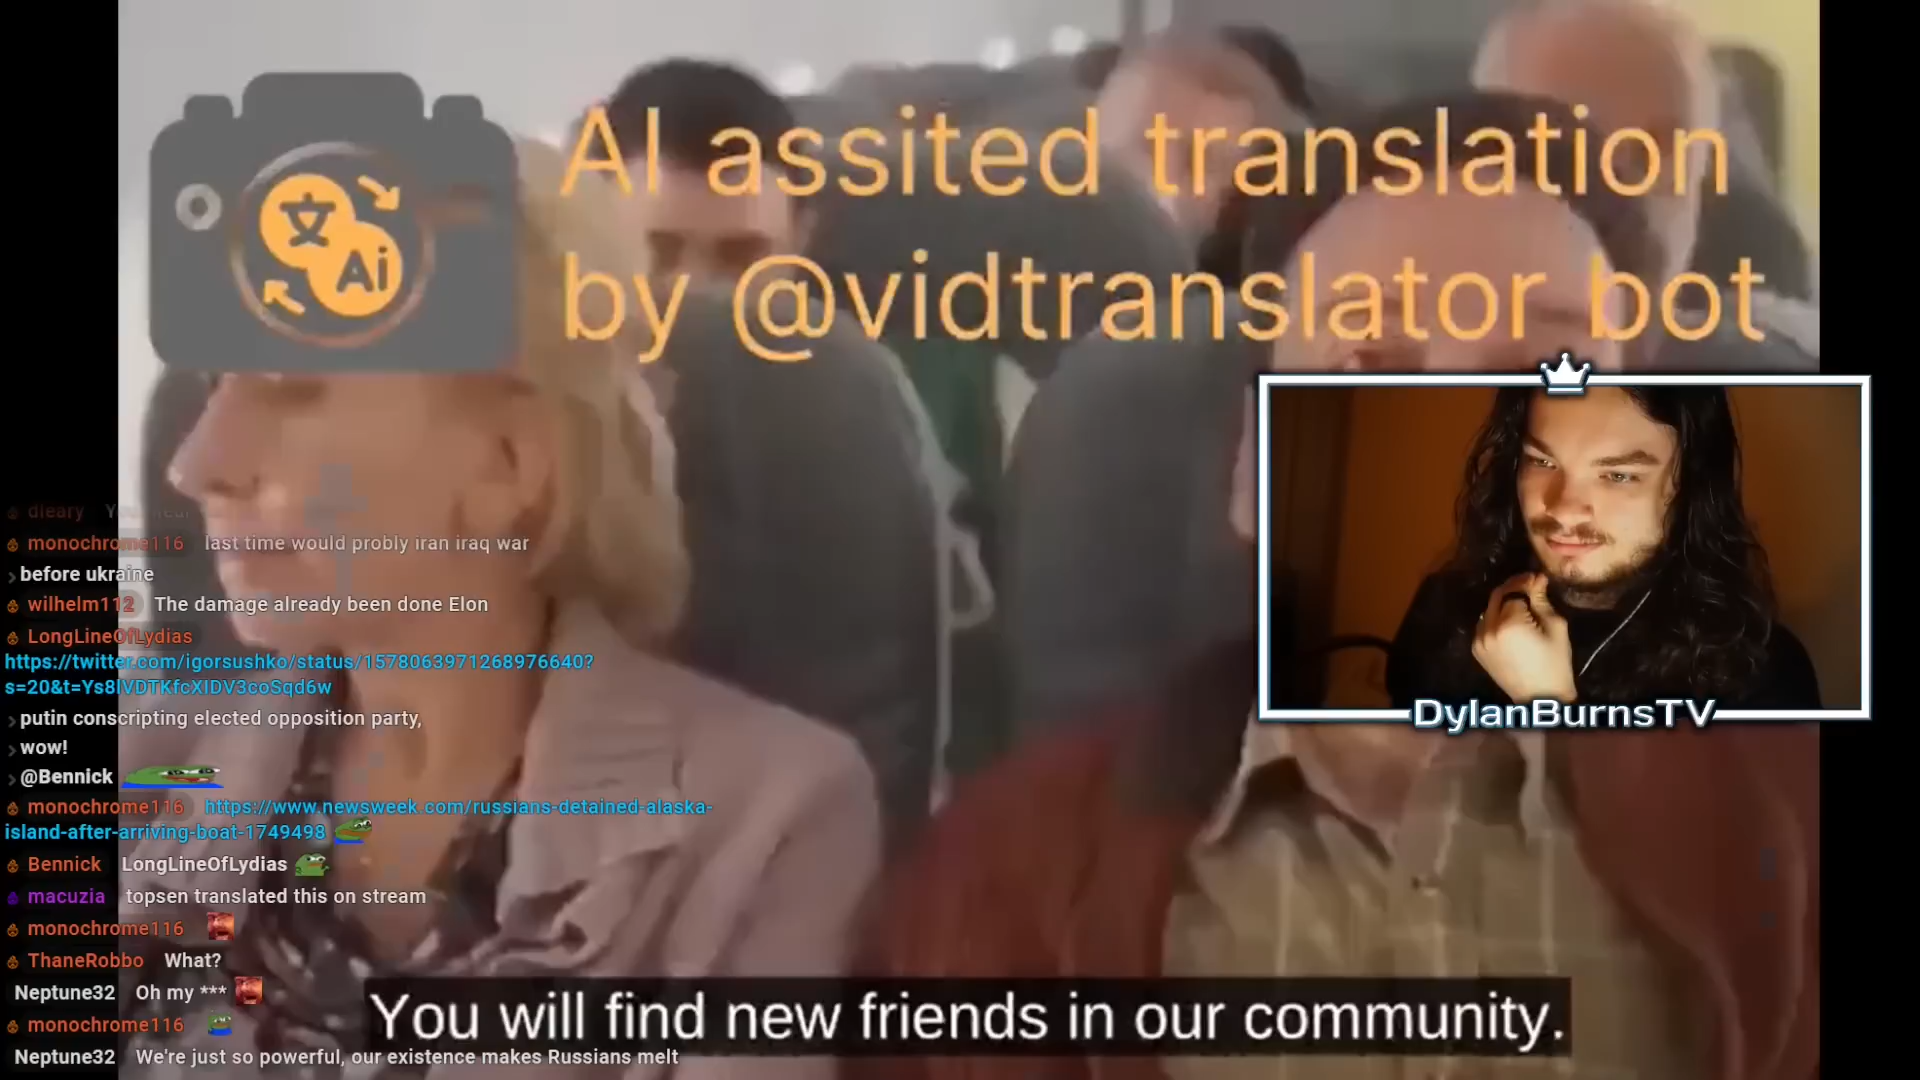 AI assited translation
by @vidtranslator bot
文
Ai
DylanBurnsTV
dleary
monochrome116 last time would probly iran iraq war
before ukraine
wilhelm112 The damage already been done Elon
LongLineOfLydias
https://twitter.com/igorsushko/status/1578063971268976640?
putin conscripting elected opposition party,
wow!
@Bennick
monochrome116 https://www.newsweek.com/russians-detained-alaska-
island-after-arriving-boat-1749498
Bennick LongLineOfLydias
macuzia topsen translated this on stream
monochrome116
ThaneRobbo What?
Neptune32 Oh my ***
monochrome116
You will find new friends in our community.
Neptune32 We're just so powerful, our existence makes Russians melt